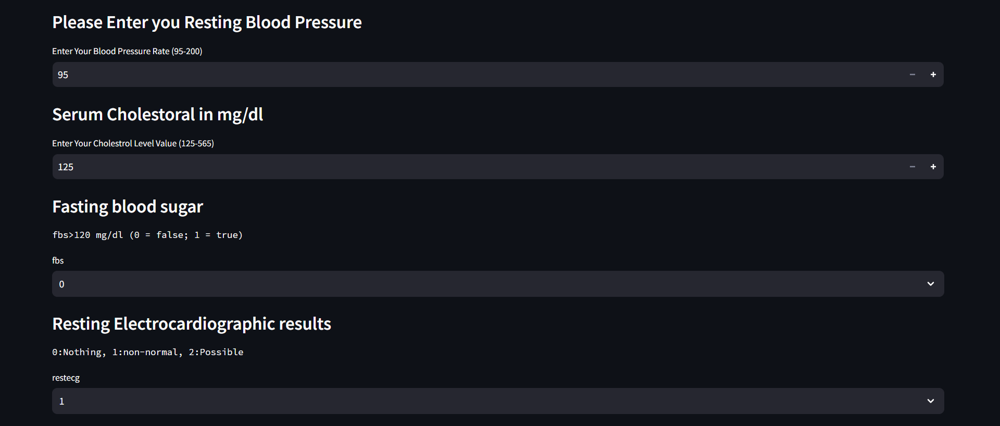 Please Enter you Resting Blood Pressure
Enter Your Blood Pressure Rate (95-200)
95
Serum Cholestoral in mg/dl
Enter Your Cholestrol Level Value (125-565)
125
Fasting blood sugar
fbs>120 mg/dl (0 = false; 1 = true)
fbs
0
Resting Electrocardiographic results
0:Nothing, 1:non-normal, 2:Possible
restecg
1